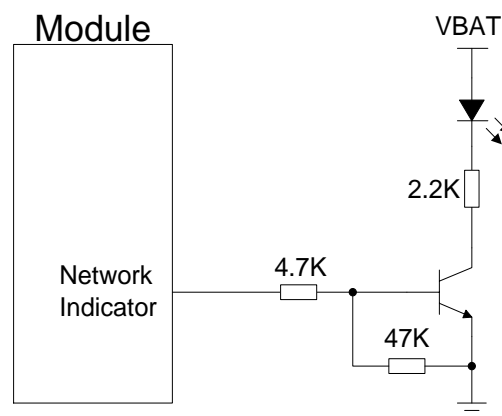 Module
VBAT
2.2K
4.7K
Network
Indicator
47K